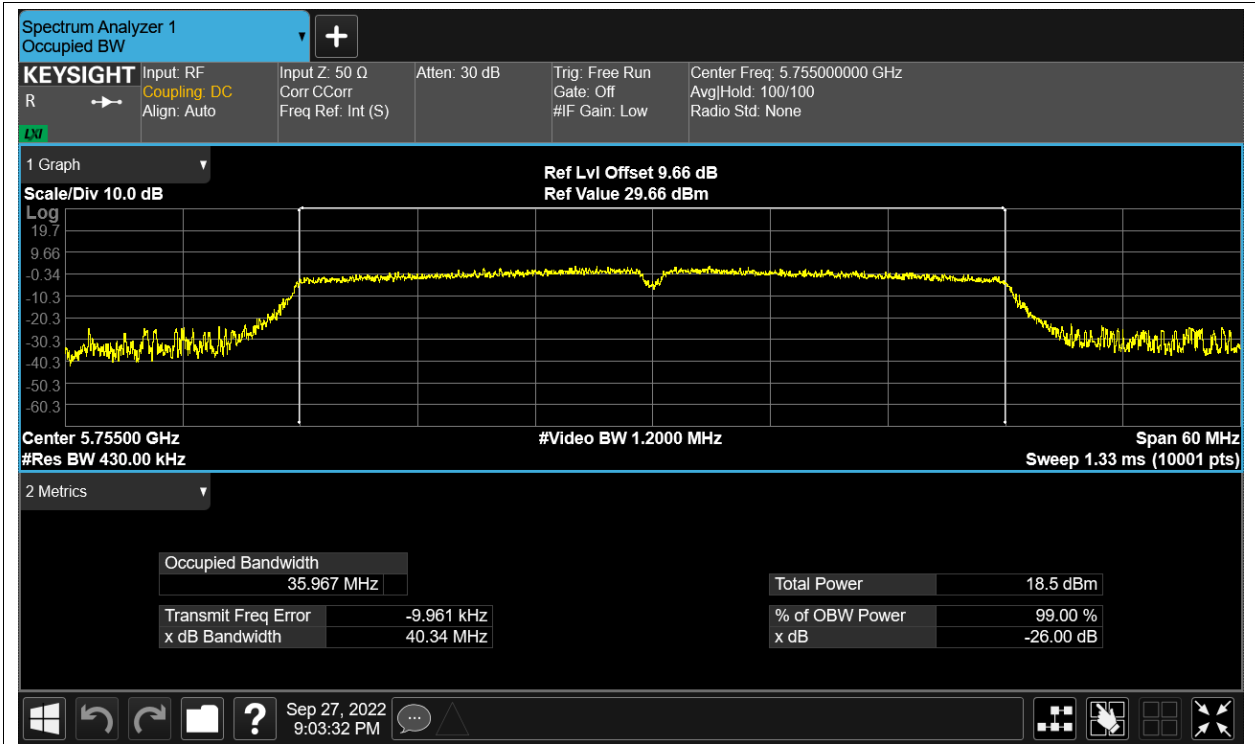 Spectrum Analyzer 1
Occupied BW
KEYSIGHT
R
LXI
Input: RF
Coupling: DC
Align: Auto
Input Z: 50 Ω
Corr CCorr
Freq Ref: Int (S)
Atten: 30 dB
Trig: Free Run
Gate: Off
#IF Gain: Low
Center Freq: 5.755000000 GHz
Avg|Hold: 100/100
Radio Std: None
1 Graph
Scale/Div 10.0 dB
Ref Lvl Offset 9.66 dB
Ref Value 29.66 dBm
Log
19.7
9.66
-0.34
-10.3
-20.3
-30.3
-40.3
-50.3
-60.3
Center 5.75500 GHz
#Video BW 1.2000 MHz
Span 60 MHz
#Res BW 430.00 kHz
Sweep 1.33 ms (10001 pts)
2 Metrics
Occupied Bandwidth
35.967 MHz
Transmit Freq Error -9.961 kHz
x dB Bandwidth 40.34 MHz
Total Power 18.5 dBm
% of OBW Power 99.00 %
x dB -26.00 dB
Sep 27, 2022
9:03:32 PM